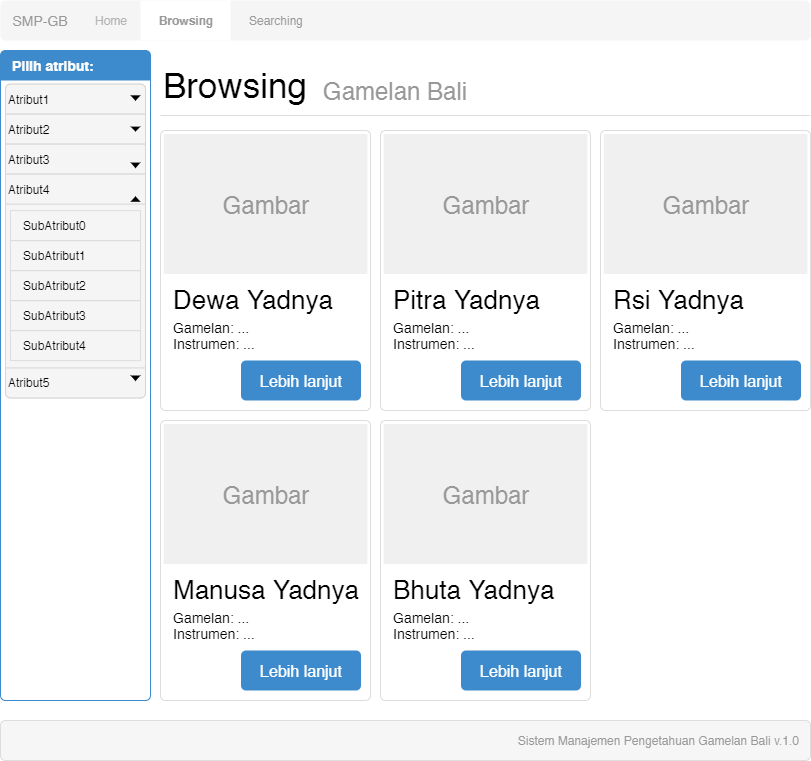 SMP-GB Home Browsing Searching
Pilih atribut:
Atribut1
Atribut2
Atribut3
Atribut4
SubAtribut0
SubAtribut1
SubAtribut2
SubAtribut3
SubAtribut4
Atribut5
Browsing Gamelan Bali
Gambar
Dewa Yadnya
Gamelan: ...
Instrumen: ...
Lebih lanjut
Gambar
Pitra Yadnya
Gamelan: ...
Instrumen: ...
Lebih lanjut
Gambar
Rsi Yadnya
Gamelan: ...
Instrumen: ...
Lebih lanjut
Gambar
Manusa Yadnya
Gamelan: ...
Instrumen: ...
Lebih lanjut
Gambar
Bhuta Yadnya
Gamelan: ...
Instrumen: ...
Lebih lanjut
Sistem Manajemen Pengetahuan Gamelan Bali v.1.0